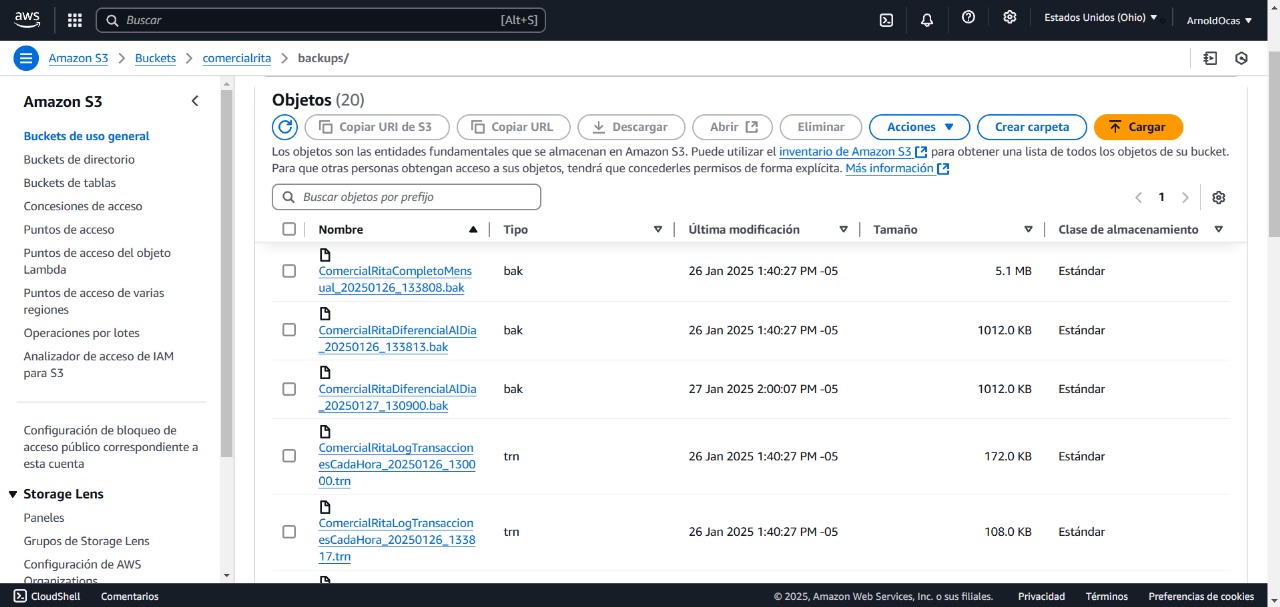 aws
Buscar
[Alt+S]
Estados Unidos (Ohio)
ArnoldOcas
Amazon S3
Buckets
comercialrita
backups/
Amazon S3
Buckets de uso general
Buckets de directorio
Buckets de tablas
Concesiones de acceso
Puntos de acceso
Puntos de acceso del objeto
Lambda
Puntos de acceso de varias
regiones
Operaciones por lotes
Analizador de acceso de IAM
para S3
Configuración de bloqueo de
acceso público correspondiente a
esta cuenta
Storage Lens
Paneles
Grupos de Storage Lens
Configuración de AWS
Organizations
Objetos (20)
Copiar URI de S3
Copiar URL
Descargar
Abrir
Eliminar
Acciones
Crear carpeta
Cargar
Los objetos son las entidades fundamentales que se almacenan en Amazon S3. Puede utilizar el inventario de Amazon S3 para obtener una lista de todos los objetos de su bucket.
Para que otras personas obtengan acceso a sus objetos, tendrá que concederles permisos de forma explícita. Más información
Buscar objetos por prefijo
1
Nombre
Tipo
Última modificación
Tamaño
Clase de almacenamiento
ComercialRitaCompletoMens
ual_20250126_133808.bak
bak
26 Jan 2025 1:40:27 PM -05
5.1 MB
Estándar
ComercialRitaDiferencialAlDia
_20250126_133813.bak
bak
26 Jan 2025 1:40:27 PM -05
1012.0 KB
Estándar
ComercialRitaDiferencialAlDia
_20250127_130900.bak
bak
27 Jan 2025 2:00:07 PM -05
1012.0 KB
Estándar
ComercialRitaLogTransaccion
esCadaHora_20250126_1300
00.trn
trn
26 Jan 2025 1:40:27 PM -05
172.0 KB
Estándar
ComercialRitaLogTransaccion
esCadaHora_20250126_1338
17.trn
trn
26 Jan 2025 1:40:27 PM -05
108.0 KB
Estándar
CloudShell
Comentarios
© 2025, Amazon Web Services, Inc. o sus filiales.
Privacidad
Términos
Preferencias de cookies